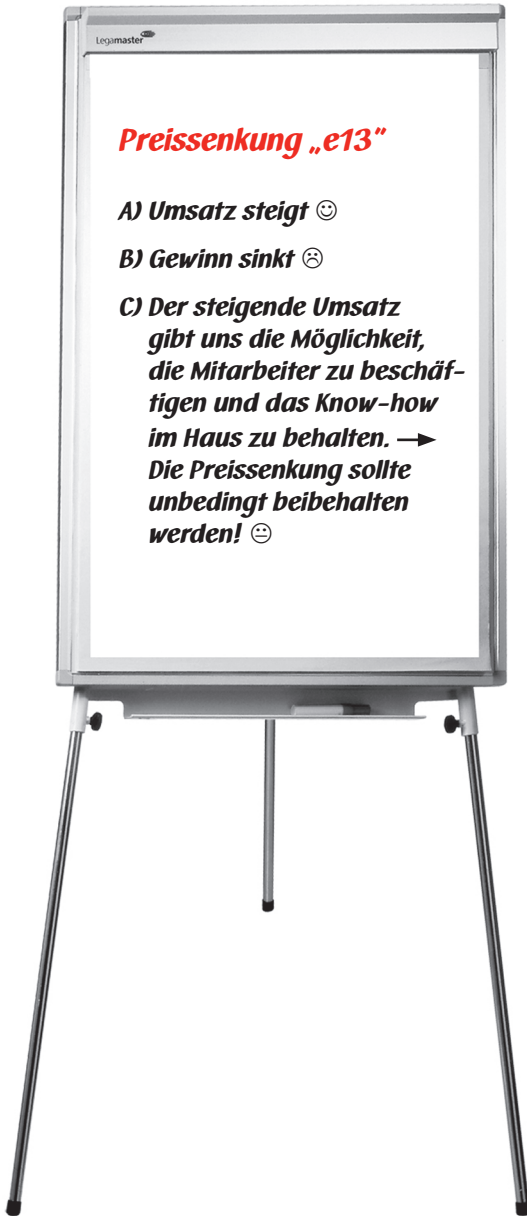 Legamaster
Preissenkung „e13”
A) Umsatz steigt ☺
B) Gewinn sinkt ☹
C) Der steigende Umsatz
gibt uns die Möglichkeit,
die Mitarbeiter zu beschäf-
tigen und das Know-how
im Haus zu behalten. →
Die Preissenkung sollte
unbedingt beibehalten
werden! 😐